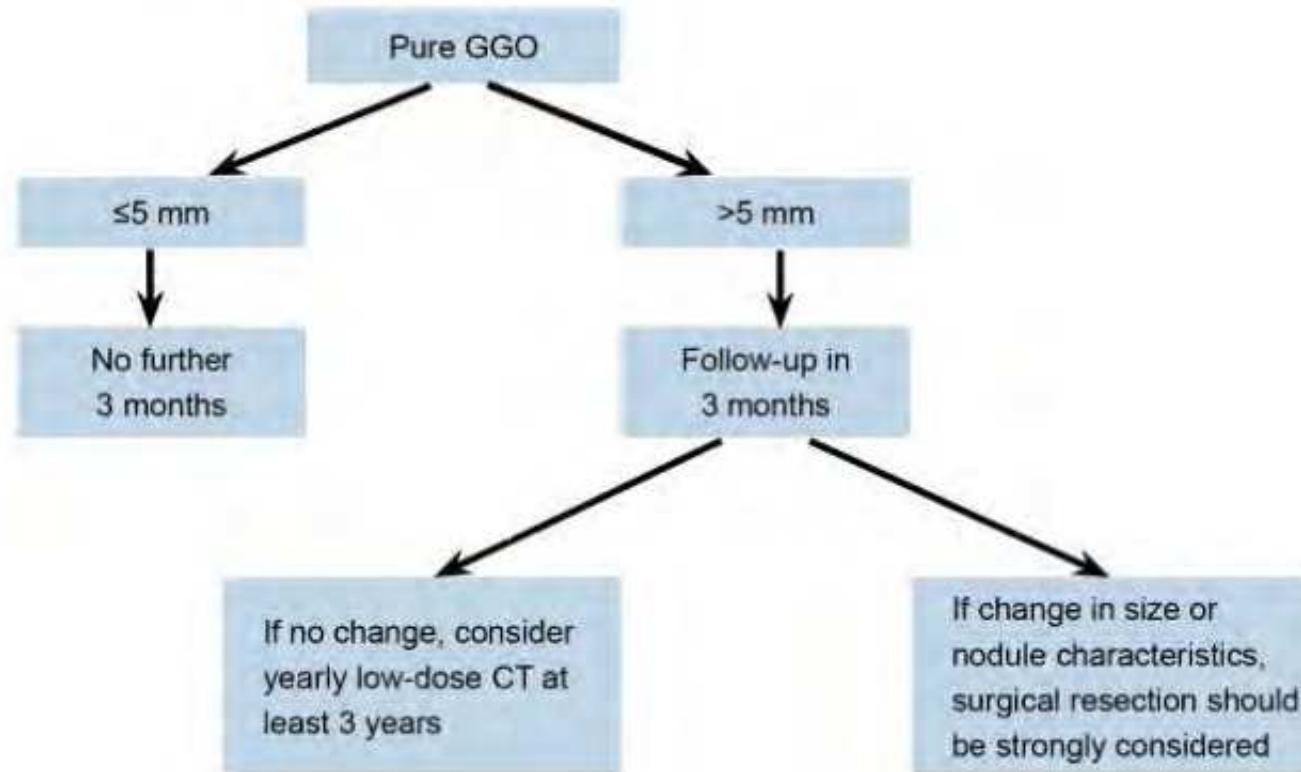 Pure GGO
≤5 mm
>5 mm
No further
3 months
Follow-up in
3 months
If no change, consider
yearly low-dose CT at
least 3 years
If change in size or
nodule characteristics,
surgical resection should
be strongly considered